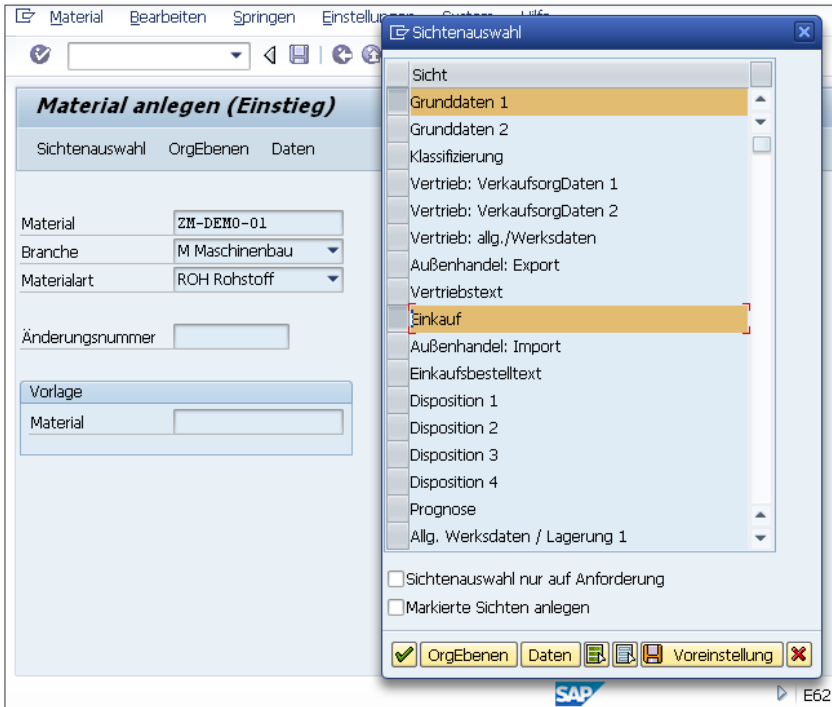 Material Bearbeiten Springen Einstellungen
Sichtenauswahl
Material anlegen (Einstieg)
Sichtenauswahl OrgEbenen Daten
Material ZM-DEMO-01
Branche M Maschinenbau
Materialart ROH Rohstoff
Änderungsnummer
Vorlage
Material
Sicht
Grunddaten 1
Grunddaten 2
Klassifizierung
Vertrieb: VerkaufsorgDaten 1
Vertrieb: VerkaufsorgDaten 2
Vertrieb: allg./Werksdaten
Außenhandel: Export
Vertriebstext
Einkauf
Außenhandel: Import
Einkaufsbestelltext
Disposition 1
Disposition 2
Disposition 3
Disposition 4
Prognose
Allg. Werksdaten / Lagerung 1
Sichtenauswahl nur auf Anforderung
Markierte Sichten anlegen
OrgEbenen Daten Voreinstellung
SAP
E62